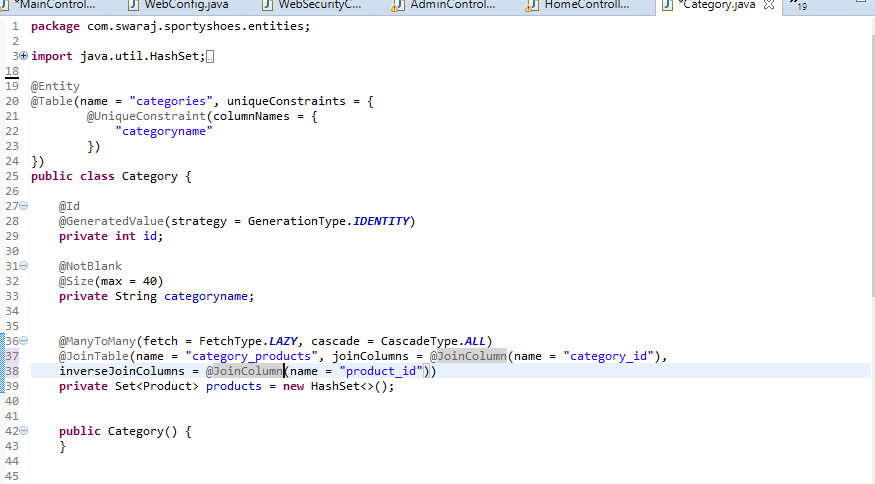 *MainControl...
WebConfig.java
WebSecurityC...
AdminControl...
HomeControll...
*Category.java
19
1 package com.swaraj.sportyshoes.entities;
2
3 import java.util.HashSet;
18
19 @Entity
20 @Table(name = "categories", uniqueConstraints = {
21 @UniqueConstraint(columnNames = {
22 "categoryname"
23 })
24 })
25 public class Category {
26
27 @Id
28 @GeneratedValue(strategy = GenerationType.IDENTITY)
29 private int id;
30
31 @NotBlank
32 @Size(max = 40)
33 private String categoryname;
34
35
36 @ManyToMany(fetch = FetchType.LAZY, cascade = CascadeType.ALL)
37 @JoinTable(name = "category_products", joinColumns = @JoinColumn(name = "category_id"),
38 inverseJoinColumns = @JoinColumn(name = "product_id"))
39 private Set<Product> products = new HashSet<>();
40
41
42 public Category() {
43 }
44
45